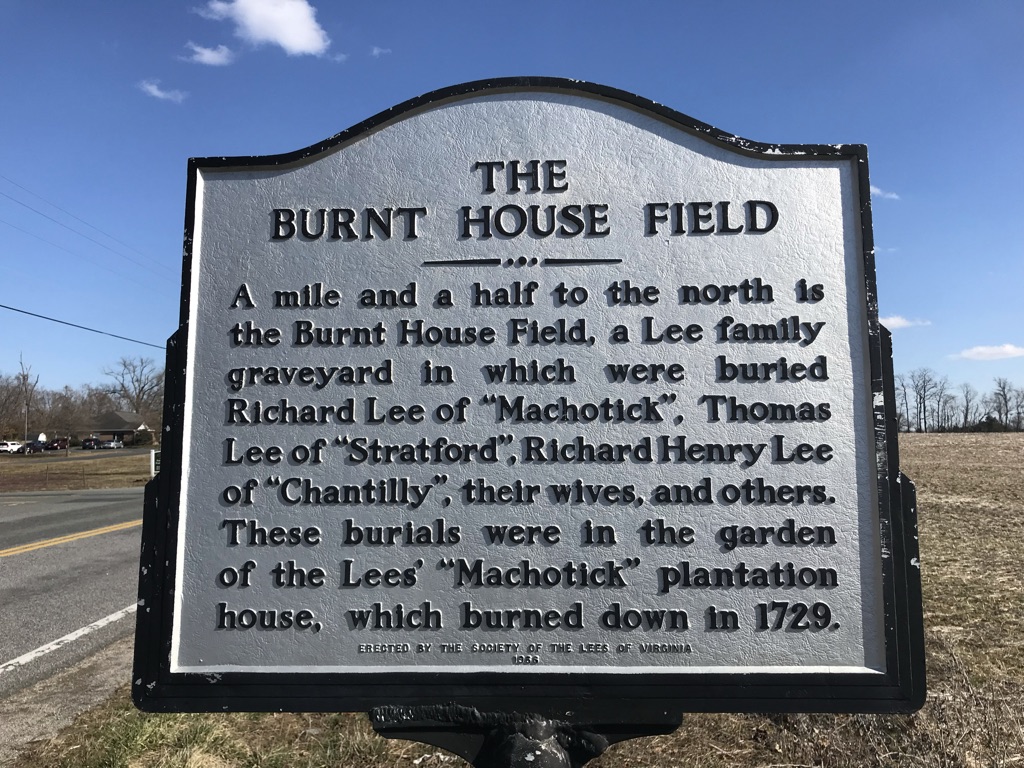 THE
BURNT HOUSE FIELD
A mile and a half to the north is
the Burnt House Field, a Lee family
graveyard in which were buried
Richard Lee of "Machotick", Thomas
Lee of "Stratford", Richard Henry Lee
of "Chantilly", their wives, and others.
These burials were in the garden
of the Lees' "Machotick" plantation
house, which burned down in 1729.
ERECTED BY THE SOCIETY OF THE LEES OF VIRGINIA